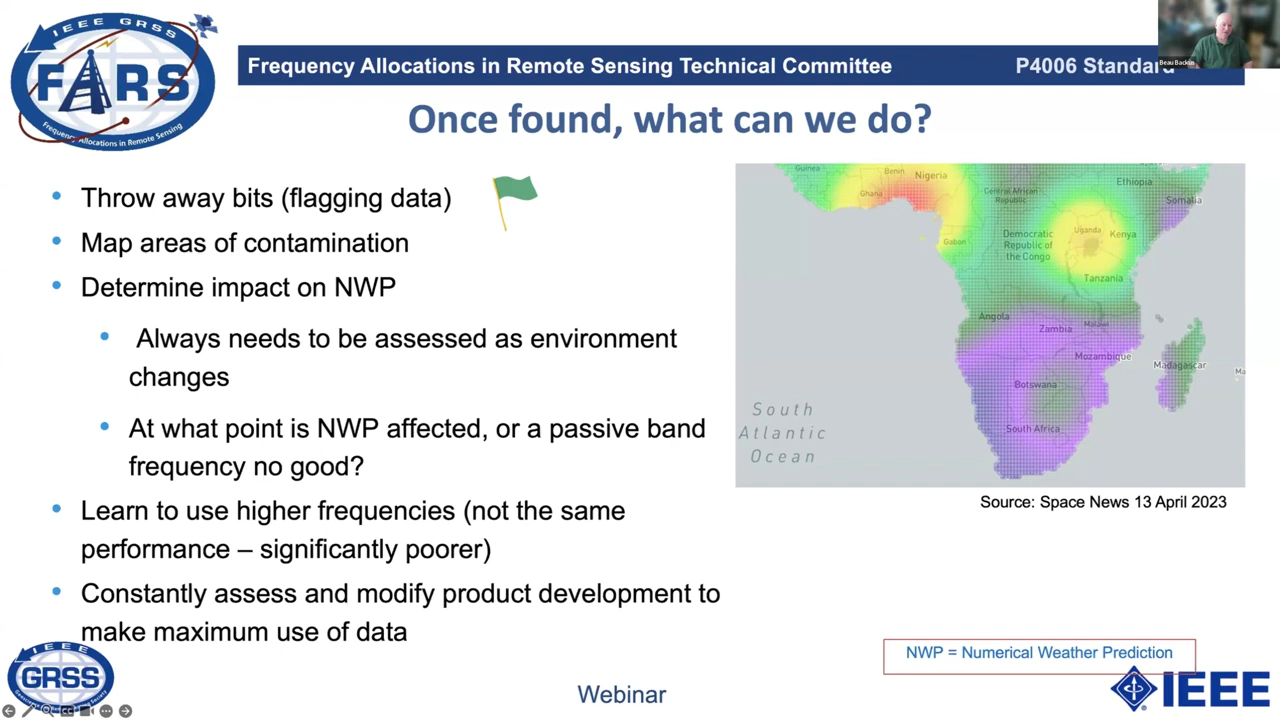 IEEE GRSS
FARS
Frequency Allocations in Remote Sensing
Frequency Allocations in Remote Sensing Technical Committee
P4006 Standard
Beau Backus
Once found, what can we do?
• Throw away bits (flagging data)
• Map areas of contamination
• Determine impact on NWP
• Always needs to be assessed as environment
changes
• At what point is NWP affected, or a passive band
frequency no good?
• Learn to use higher frequencies (not the same
performance – significantly poorer)
• Constantly assess and modify product development to
make maximum use of data
Guinea
Benin
Nigeria
Ghana
Central African
Republic
Ethiopia
Somalia
Gabon
Democratic
Republic of
the Congo
Uganda
Kenya
Tanzania
Angola
Zambia
Malawi
Mozambique
Madagascar
Ma
Botswana
South Africa
South
Atlantic
Ocean
Source: Space News 13 April 2023
NWP = Numerical Weather Prediction
IEEE
GRSS
Webinar
IEEE